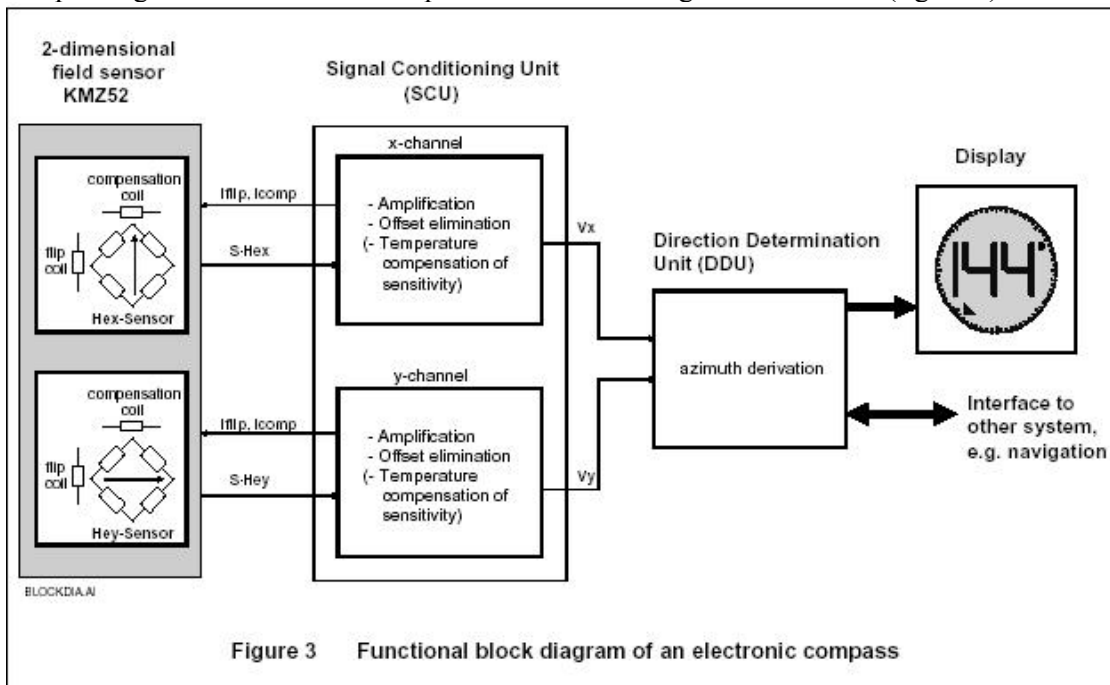 2-dimensional
field sensor
KMZ52
compensation
coil
flip
coil
Hex-Sensor
compensation
coil
flip
coil
Hey-Sensor
BLOCKDIA.AI
Iflip, Icomp
S·Hex
Iflip, Icomp
S·Hey
Signal Conditioning Unit
(SCU)
x-channel
- Amplification
- Offset elimination
(- Temperature
compensation of
sensitivity)
y-channel
- Amplification
- Offset elimination
(- Temperature
compensation of
sensitivity)
Vx
Vy
Direction Determination
Unit (DDU)
azimuth derivation
Display
144°
Interface to
other system,
e.g. navigation
Figure 3 Functional block diagram of an electronic compass